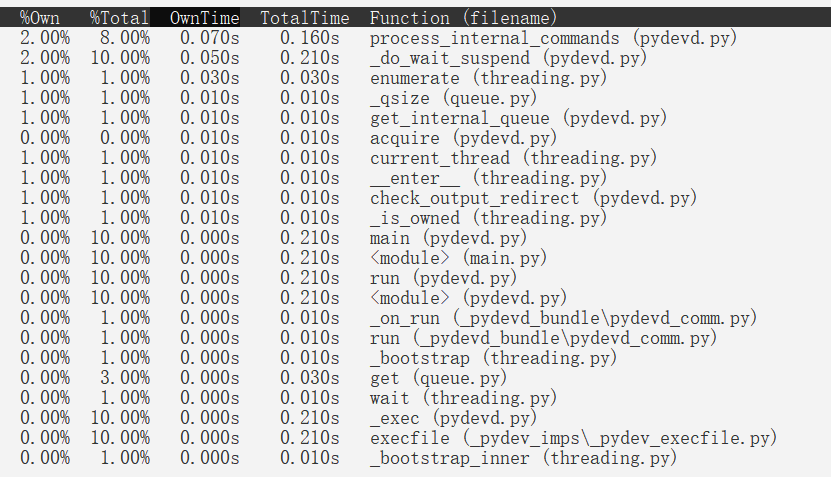 %Own %Total OwnTime TotalTime Function (filename)
2.00% 8.00% 0.070s 0.160s process_internal_commands (pydevd.py)
2.00% 10.00% 0.050s 0.210s _do_wait_suspend (pydevd.py)
1.00% 1.00% 0.030s 0.030s enumerate (threading.py)
1.00% 1.00% 0.010s 0.010s _qsize (queue.py)
1.00% 1.00% 0.010s 0.010s get_internal_queue (pydevd.py)
0.00% 0.00% 0.010s 0.010s acquire (pydevd.py)
1.00% 1.00% 0.010s 0.010s current_thread (threading.py)
1.00% 1.00% 0.010s 0.010s __enter__ (threading.py)
1.00% 1.00% 0.010s 0.010s check_output_redirect (pydevd.py)
1.00% 1.00% 0.010s 0.010s _is_owned (threading.py)
0.00% 10.00% 0.000s 0.210s main (pydevd.py)
0.00% 10.00% 0.000s 0.210s <module> (main.py)
0.00% 10.00% 0.000s 0.210s run (pydevd.py)
0.00% 10.00% 0.000s 0.210s <module> (pydevd.py)
0.00% 1.00% 0.000s 0.010s _on_run (_pydevd_bundle\pydevd_comm.py)
0.00% 1.00% 0.000s 0.010s run (_pydevd_bundle\pydevd_comm.py)
0.00% 1.00% 0.000s 0.010s _bootstrap (threading.py)
0.00% 3.00% 0.000s 0.030s get (queue.py)
0.00% 1.00% 0.000s 0.010s wait (threading.py)
0.00% 10.00% 0.000s 0.210s _exec (pydevd.py)
0.00% 10.00% 0.000s 0.210s execfile (_pydev_imps\_pydev_execfile.py)
0.00% 1.00% 0.000s 0.010s _bootstrap_inner (threading.py)